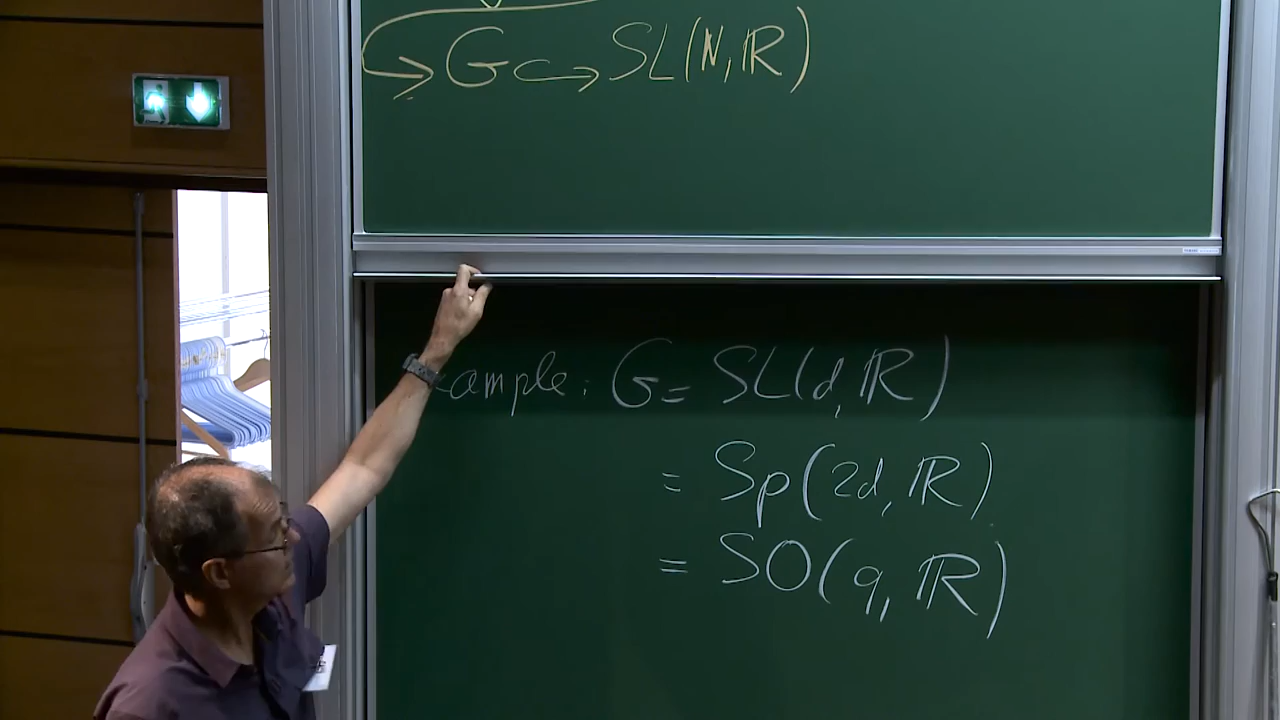 ↪ G ↪ SL(N, ℝ)
ample: G = SL(d, ℝ)
= Sp(2d, ℝ)
= SO(q, ℝ)